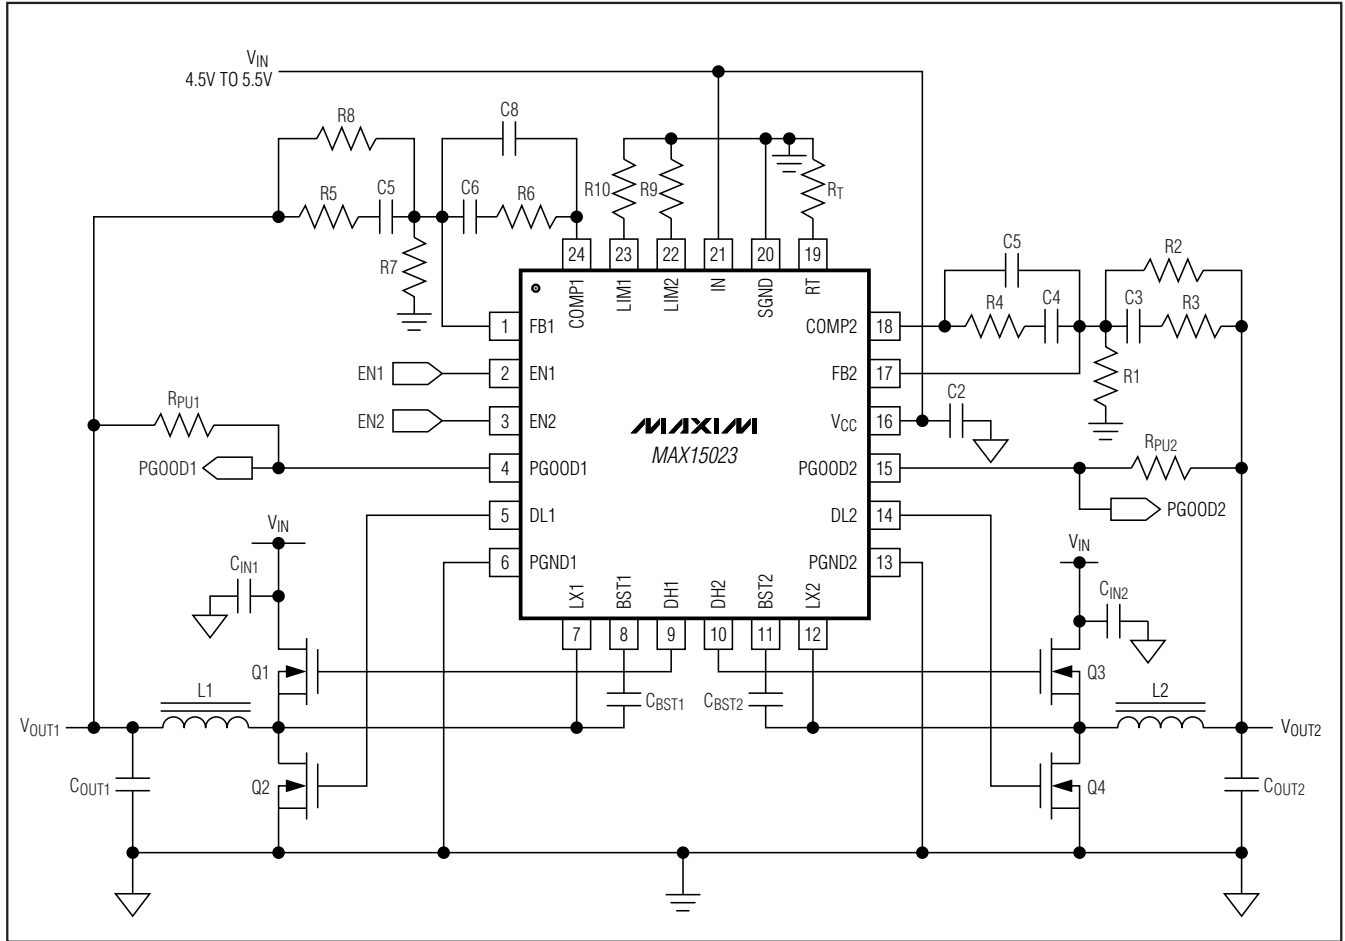 VIN
4.5V TO 5.5V
R8
C8
R5
C5
C6
R6
R10
R9
RT
R7
24
23
22
21
20
19
COMP1
LIM1
LIM2
IN
SGND
RT
C5
R2
R4
C4
C3
R3
1
FB1
COMP2
18
EN1
2
EN1
FB2
17
R1
RPU1
EN2
3
EN2
MAXIM
VCC
16
C2
MAX15023
PGOOD1
4
PGOOD1
PGOOD2
15
RPU2
PGOOD2
5
DL1
DL2
14
VIN
VIN
6
PGND1
PGND2
13
CIN1
CIN2
LX1
BST1
DH1
DH2
BST2
LX2
7
8
9
10
11
12
Q1
Q3
L1
CBST1
CBST2
L2
VOUT1
VOUT2
COUT1
Q2
Q4
COUT2